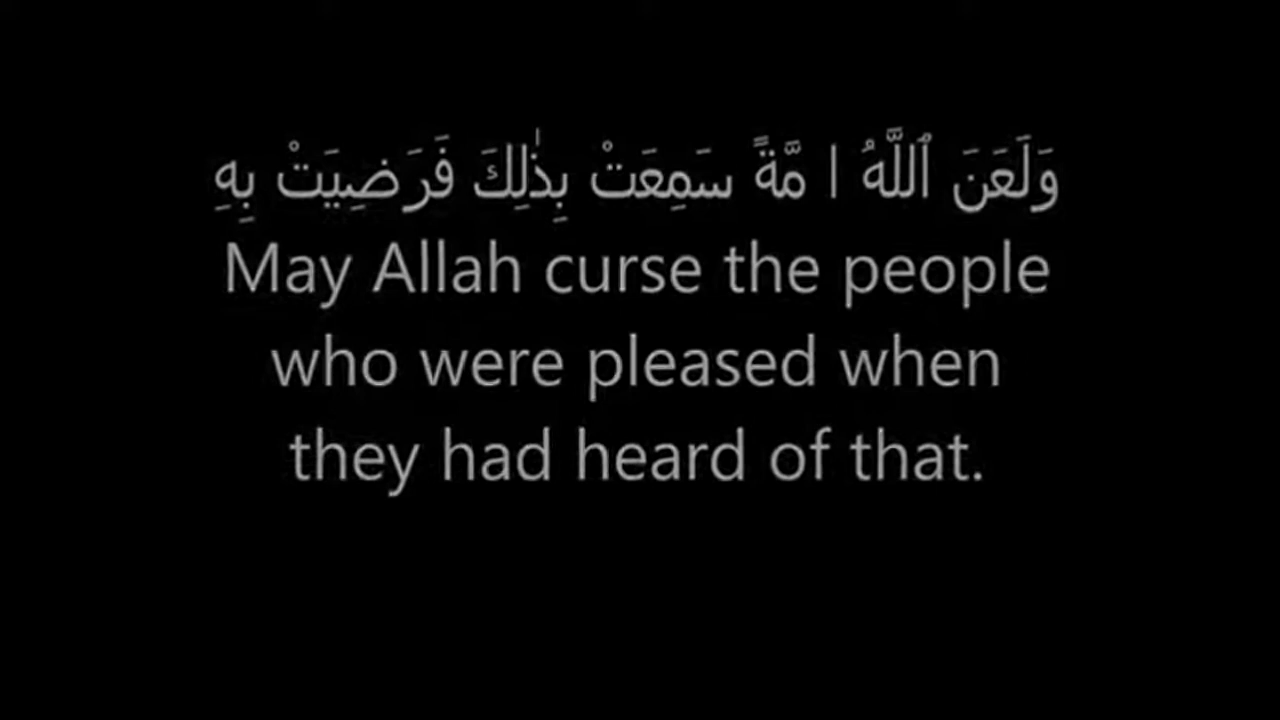 وَلَعَنَ ٱللَّهُ ا مَّةً سَمِعَتْ بِذٰلِكَ فَرَضِيَتْ بِهِ
May Allah curse the people
who were pleased when
they had heard of that.